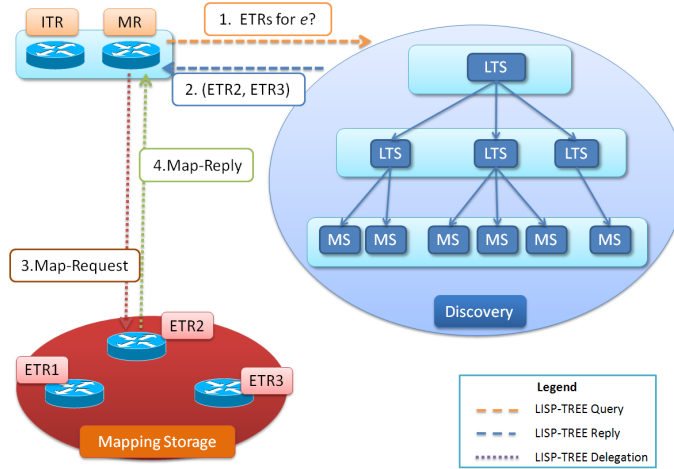 ITR
MR
1. ETRs for e?
2. (ETR2, ETR3)
4.Map-Reply
3.Map-Request
LTS
LTS
LTS
LTS
MS
MS
MS
MS
MS
MS
Discovery
ETR2
ETR1
ETR3
Mapping Storage
Legend
LISP-TREE Query
LISP-TREE Reply
LISP-TREE Delegation